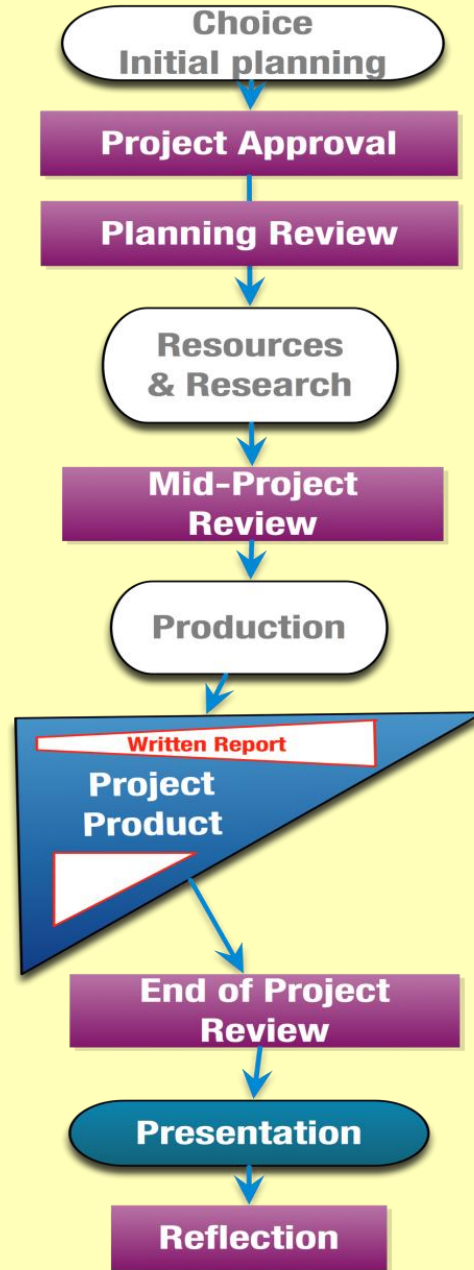 Choice
Initial planning
Project Approval
Planning Review
Resources
& Research
Mid-Project
Review
Production
Written Report
Project
Product
End of Project
Review
Presentation
Reflection